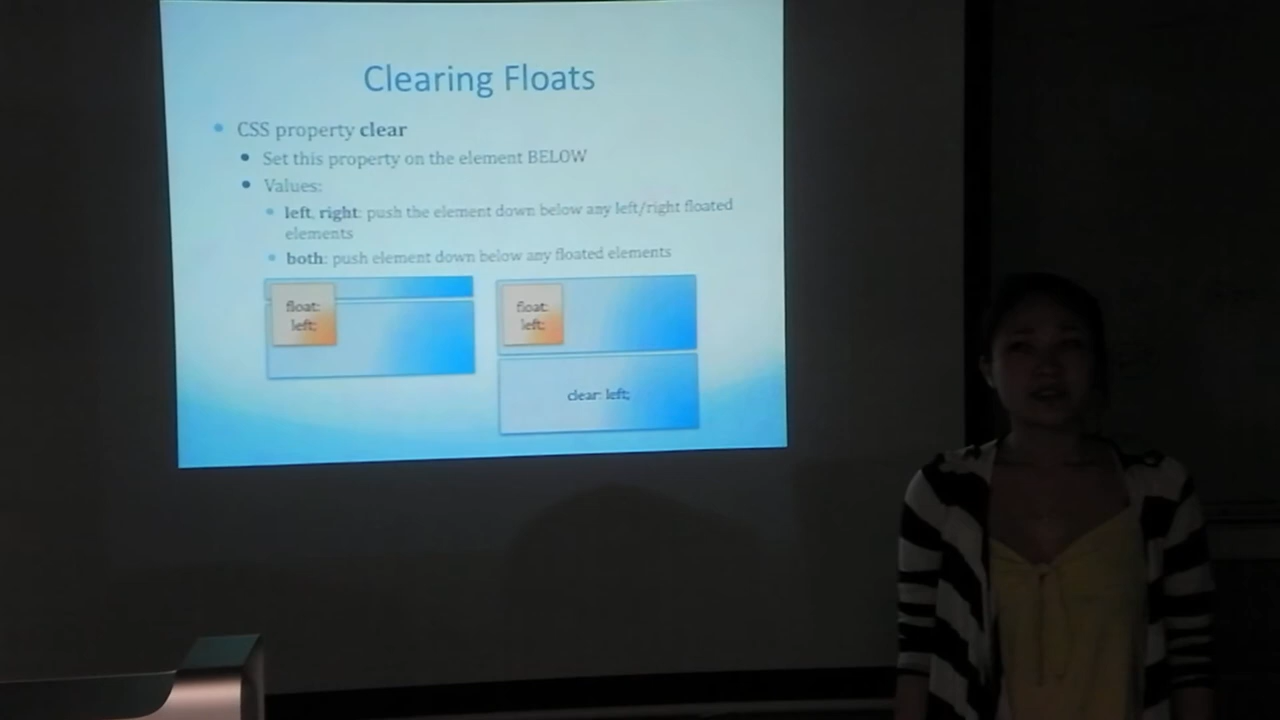 Clearing Floats
CSS property clear
Set this property on the element BELOW
Values:
left, right: push the element down below any left/right floated
elements
both: push element down below any floated elements
float:
left;
float:
left;
clear: left;